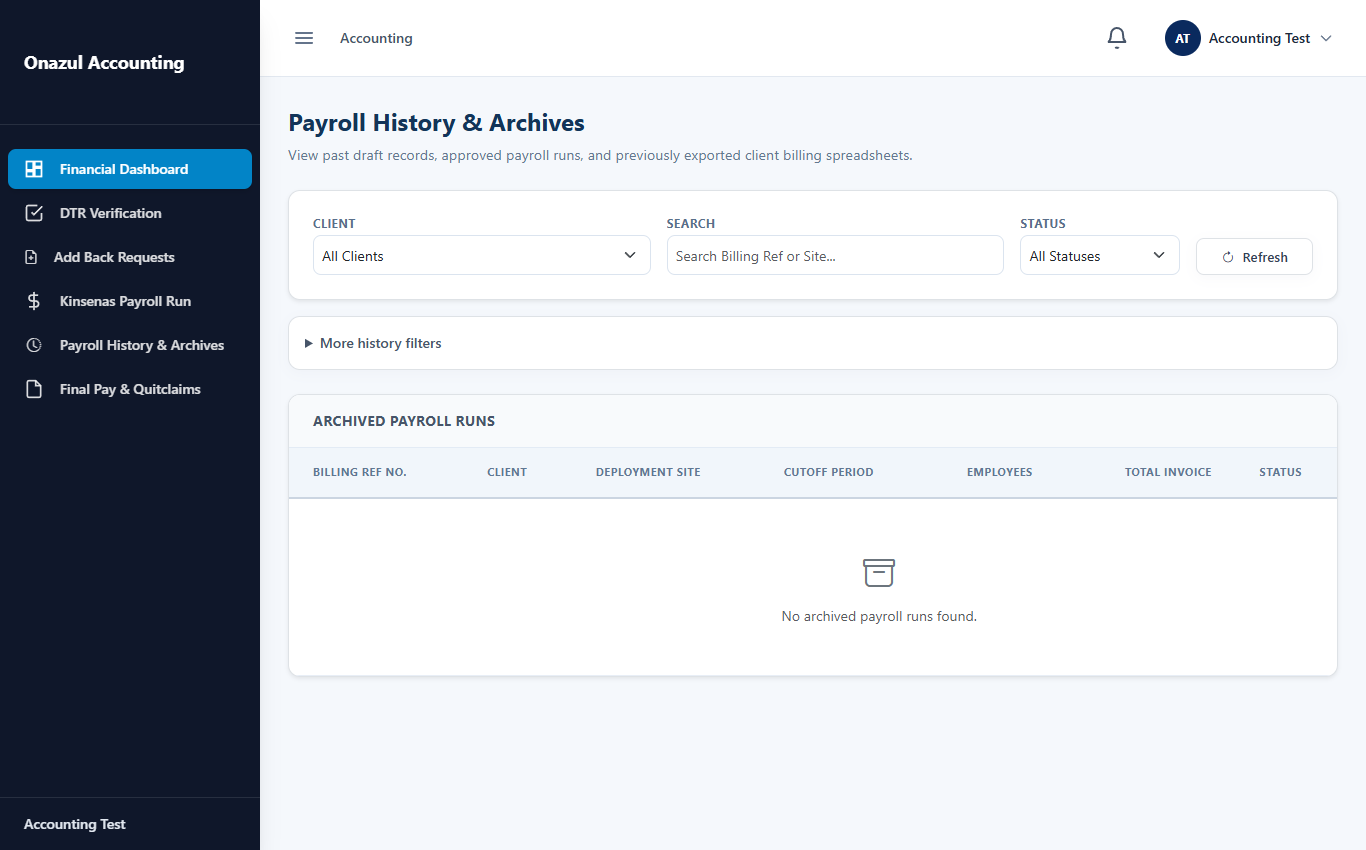 Onazul Accounting
Financial Dashboard
DTR Verification
Add Back Requests
Kinsenas Payroll Run
Payroll History & Archives
Final Pay & Quitclaims
Accounting Test
Accounting
AT
Accounting Test
Payroll History & Archives
View past draft records, approved payroll runs, and previously exported client billing spreadsheets.
CLIENT
All Clients
SEARCH
Search Billing Ref or Site...
STATUS
All Statuses
Refresh
More history filters
ARCHIVED PAYROLL RUNS
BILLING REF NO. CLIENT DEPLOYMENT SITE CUTOFF PERIOD EMPLOYEES TOTAL INVOICE STATUS
No archived payroll runs found.